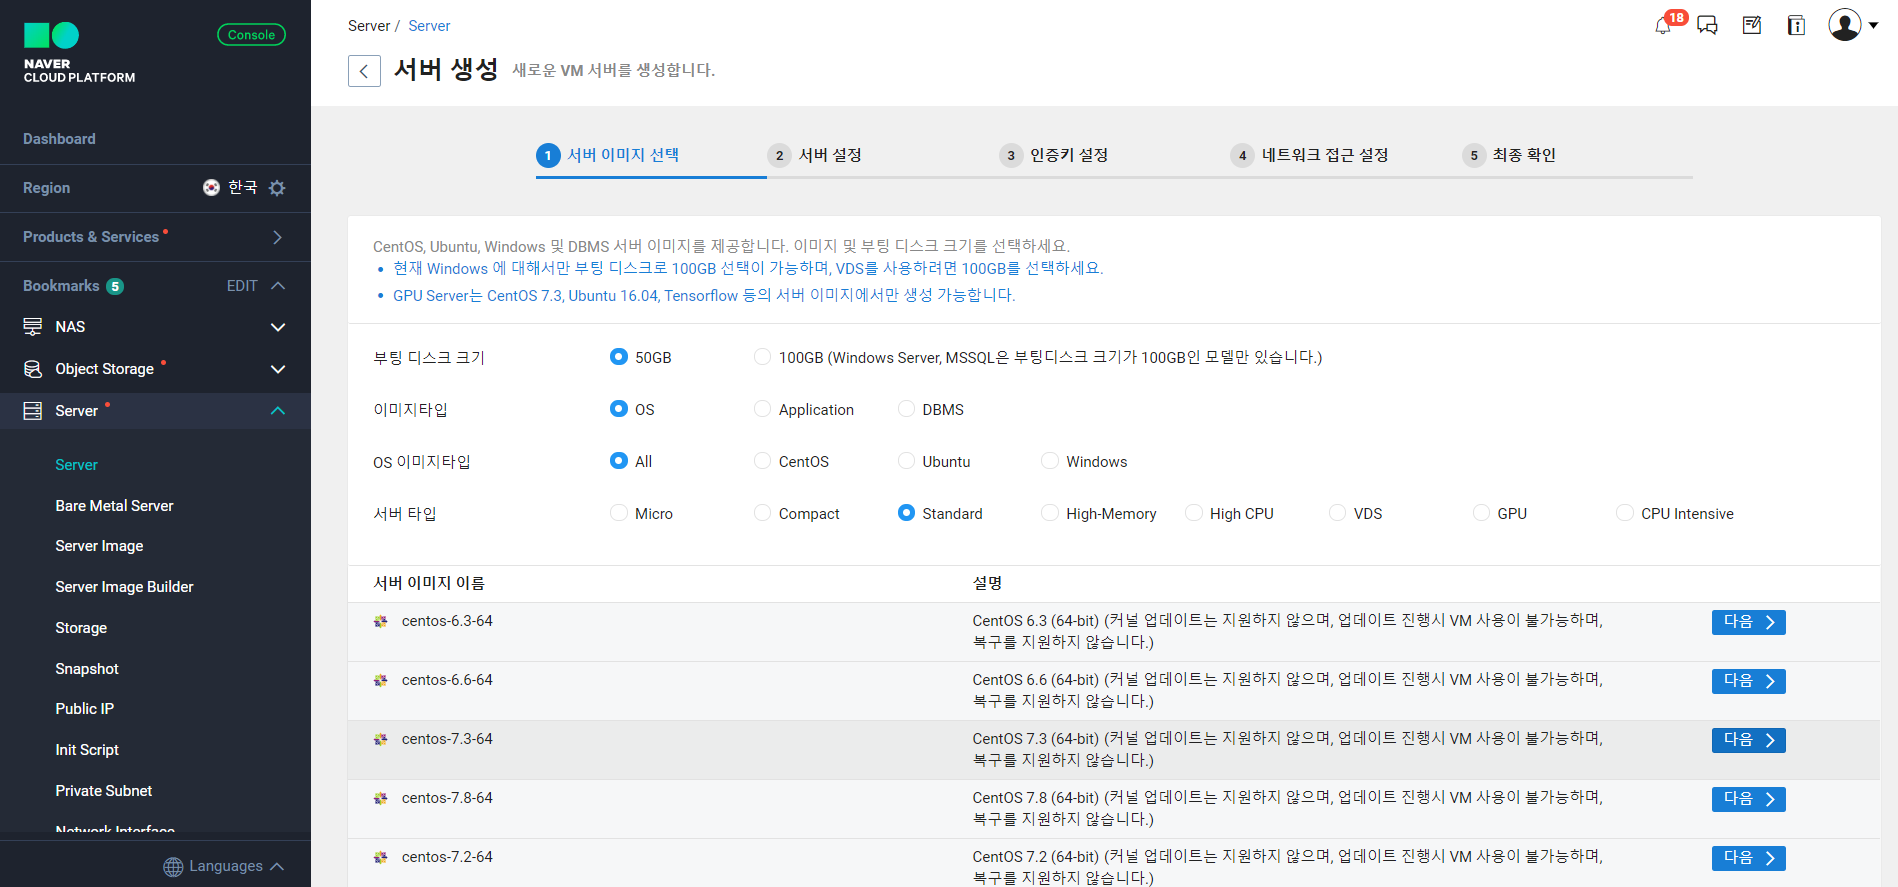 NAVER
CLOUD PLATFORM
Console
Dashboard
Region
한국
Products & Services
Bookmarks 5 EDIT
NAS
Object Storage
Server
Server
Bare Metal Server
Server Image
Server Image Builder
Storage
Snapshot
Public IP
Init Script
Private Subnet
Network Interface
Languages
Server / Server
18
서버 생성 새로운 VM 서버를 생성합니다.
1 서버 이미지 선택 2 서버 설정 3 인증키 설정 4 네트워크 접근 설정 5 최종 확인
CentOS, Ubuntu, Windows 및 DBMS 서버 이미지를 제공합니다. 이미지 및 부팅 디스크 크기를 선택하세요.
• 현재 Windows 에 대해서만 부팅 디스크로 100GB 선택이 가능하며, VDS를 사용하려면 100GB를 선택하세요.
• GPU Server는 CentOS 7.3, Ubuntu 16.04, Tensorflow 등의 서버 이미지에서만 생성 가능합니다.
부팅 디스크 크기 50GB 100GB (Windows Server, MSSQL은 부팅디스크 크기가 100GB인 모델만 있습니다.)
이미지타입 OS Application DBMS
OS 이미지타입 All CentOS Ubuntu Windows
서버 타입 Micro Compact Standard High-Memory High CPU VDS GPU CPU Intensive
서버 이미지 이름 설명
centos-6.3-64 CentOS 6.3 (64-bit) (커널 업데이트는 지원하지 않으며, 업데이트 진행시 VM 사용이 불가능하며, 다음
복구를 지원하지 않습니다.)
centos-6.6-64 CentOS 6.6 (64-bit) (커널 업데이트는 지원하지 않으며, 업데이트 진행시 VM 사용이 불가능하며, 다음
복구를 지원하지 않습니다.)
centos-7.3-64 CentOS 7.3 (64-bit) (커널 업데이트는 지원하지 않으며, 업데이트 진행시 VM 사용이 불가능하며, 다음
복구를 지원하지 않습니다.)
centos-7.8-64 CentOS 7.8 (64-bit) (커널 업데이트는 지원하지 않으며, 업데이트 진행시 VM 사용이 불가능하며, 다음
복구를 지원하지 않습니다.)
centos-7.2-64 CentOS 7.2 (64-bit) (커널 업데이트는 지원하지 않으며, 업데이트 진행시 VM 사용이 불가능하며, 다음
복구를 지원하지 않습니다.)